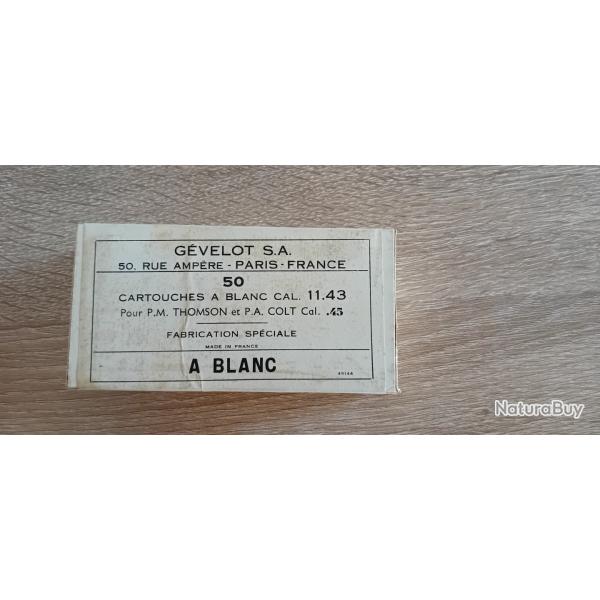 GÉVELOT S.A.
50, RUE AMPÈRE - PARIS - FRANCE
50
CARTOUCHES A BLANC CAL. 11.43
Pour P.M. THOMSON et P.A. COLT Cal. .45
FABRICATION SPÉCIALE
MADE IN FRANCE
A BLANC
NaturaBuy